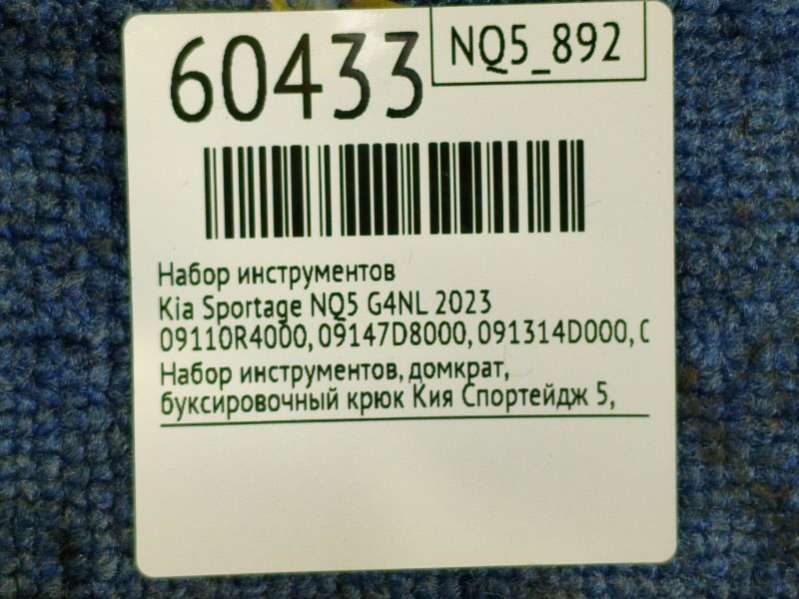 60433
NQ5_892
Набор инструментов
Kia Sportage NQ5 G4NL 2023
09110R4000, 09147D8000, 091314D000, 0
Набор инструментов, домкрат,
буксировочный крюк Кия Спортейдж 5,